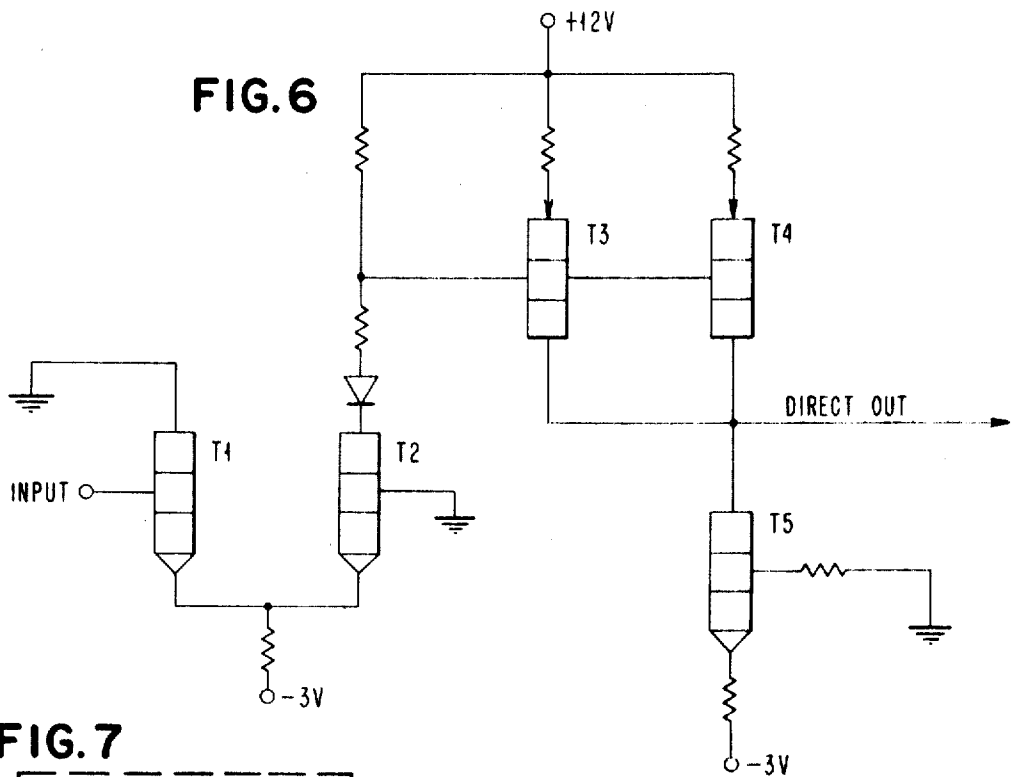 +12V
FIG. 6
T3
T4
DIRECT OUT
T1
T2
INPUT
T5
-3V
-3V
FIG. 7